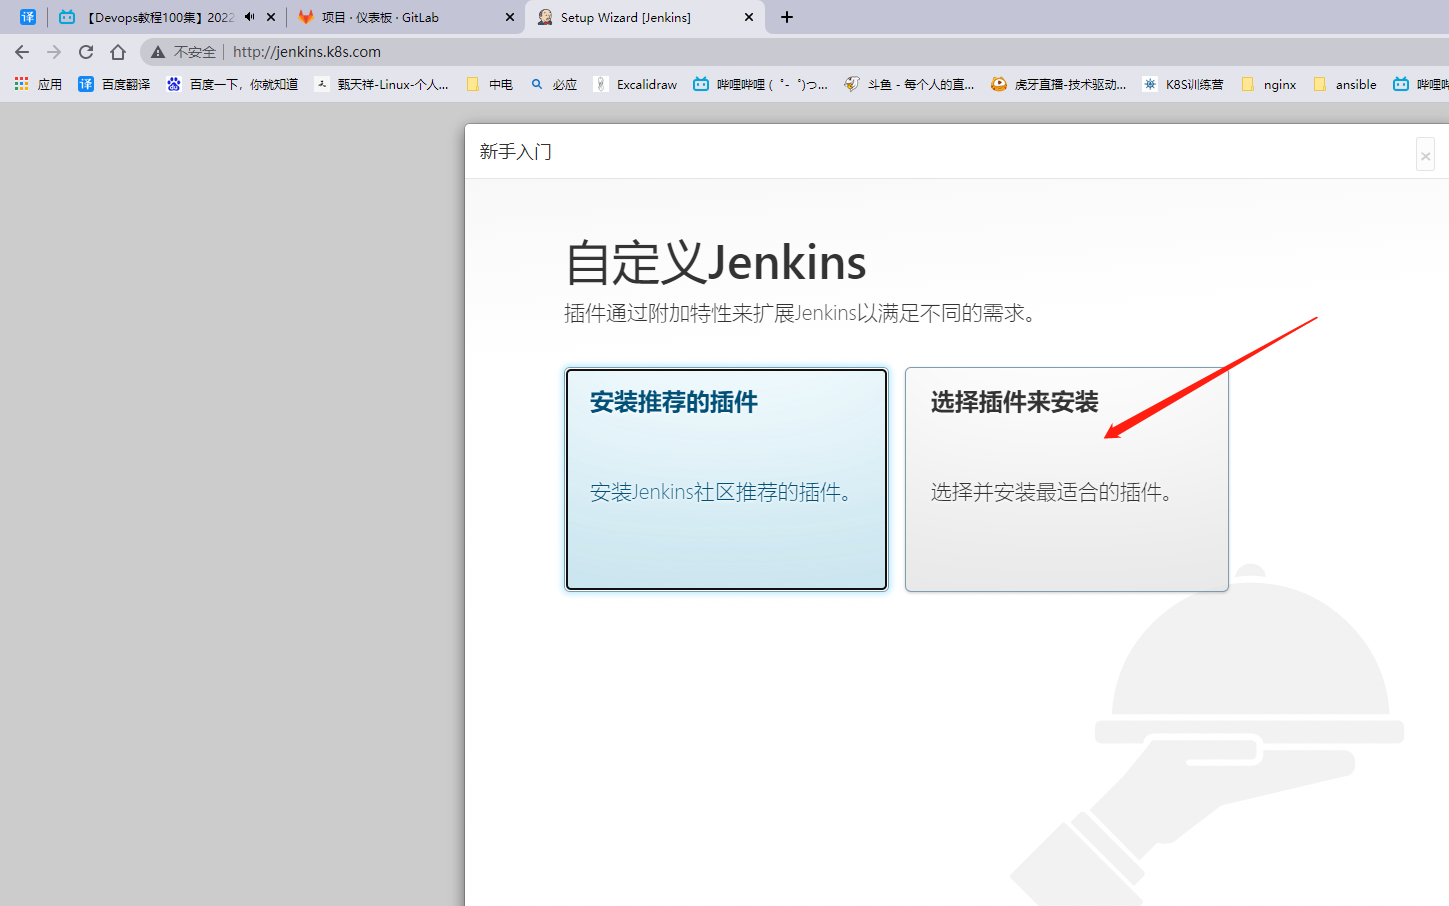 译
【Devops教程100集】2022
项目 · 仪表板 · GitLab
Setup Wizard [Jenkins]
不安全
http://jenkins.k8s.com
应用
译
百度翻译
百度一下，你就知道
甄天祥-Linux-个人...
中电
必应
Excalidraw
哔哩哔哩 (゜-゜)つ...
斗鱼 - 每个人的直...
虎牙直播-技术驱动...
K8S训练营
nginx
ansible
哔哩
新手入门
自定义Jenkins
插件通过附加特性来扩展Jenkins以满足不同的需求。
安装推荐的插件
安装Jenkins社区推荐的插件。
选择插件来安装
选择并安装最适合的插件。